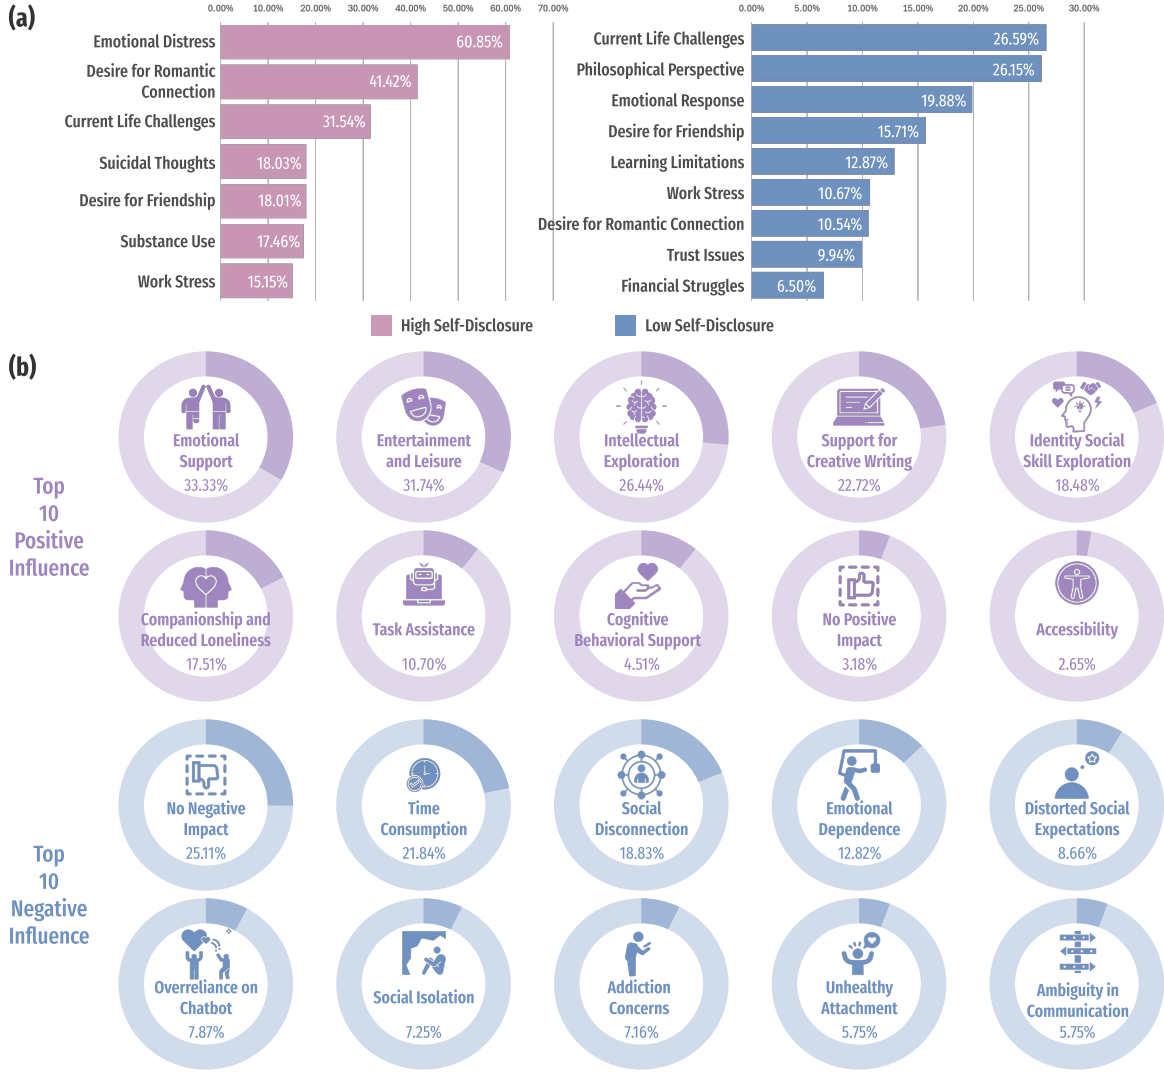 (a)
0.00% 10.00% 20.00% 30.00% 40.00% 50.00% 60.00% 70.00%
Emotional Distress 60.85%
Desire for Romantic
Connection 41.42%
Current Life Challenges 31.54%
Suicidal Thoughts 18.03%
Desire for Friendship 18.01%
Substance Use 17.46%
Work Stress 15.15%
0.00% 5.00% 10.00% 15.00% 20.00% 25.00% 30.00%
Current Life Challenges 26.59%
Philosophical Perspective 26.15%
Emotional Response 19.88%
Desire for Friendship 15.71%
Learning Limitations 12.87%
Work Stress 10.67%
Desire for Romantic Connection 10.54%
Trust Issues 9.94%
Financial Struggles 6.50%
High Self-Disclosure
Low Self-Disclosure
(b)
Top
10
Positive
Influence
Emotional
Support
33.33%
Entertainment
and Leisure
31.74%
Intellectual
Exploration
26.44%
Support for
Creative Writing
22.72%
Identity Social
Skill Exploration
18.48%
Companionship and
Reduced Loneliness
17.51%
Task Assistance
10.70%
Cognitive
Behavioral Support
4.51%
No Positive
Impact
3.18%
Accessibility
2.65%
Top
10
Negative
Influence
No Negative
Impact
25.11%
Time
Consumption
21.84%
Social
Disconnection
18.83%
Emotional
Dependence
12.82%
Distorted Social
Expectations
8.66%
Overreliance on
Chatbot
7.87%
Social Isolation
7.25%
Addiction
Concerns
7.16%
Unhealthy
Attachment
5.75%
Ambiguity in
Communication
5.75%